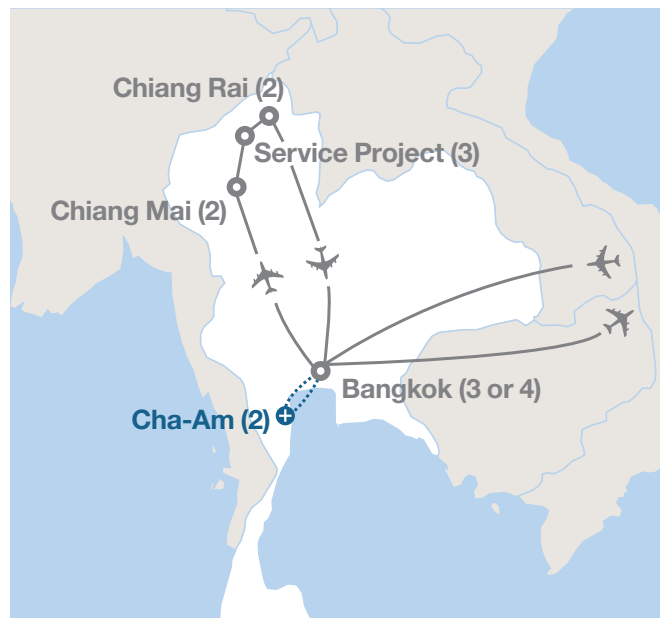 Chiang Rai (2)
Service Project (3)
Chiang Mai (2)
Bangkok (3 or 4)
Cha-Am (2)